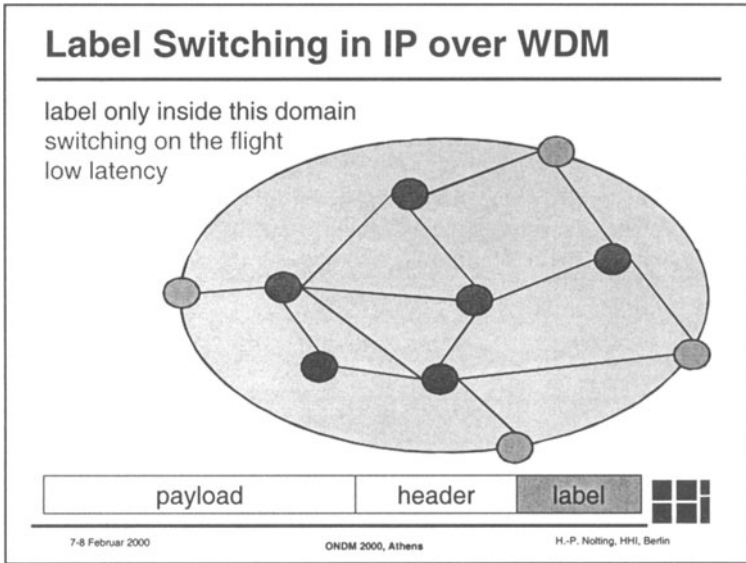 Label Switching in IP over WDM
label only inside this domain
switching on the flight
low latency
payload header label
7-8 Februar 2000 ONDM 2000, Athens H.-P. Nolting, HHI, Berlin